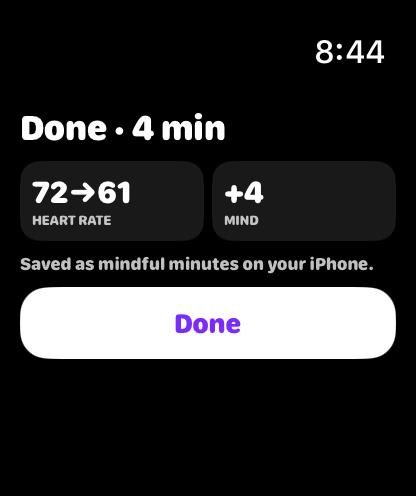 8:44
Done · 4 min
72→61
HEART RATE
+4
MIND
Saved as mindful minutes on your iPhone.
Done